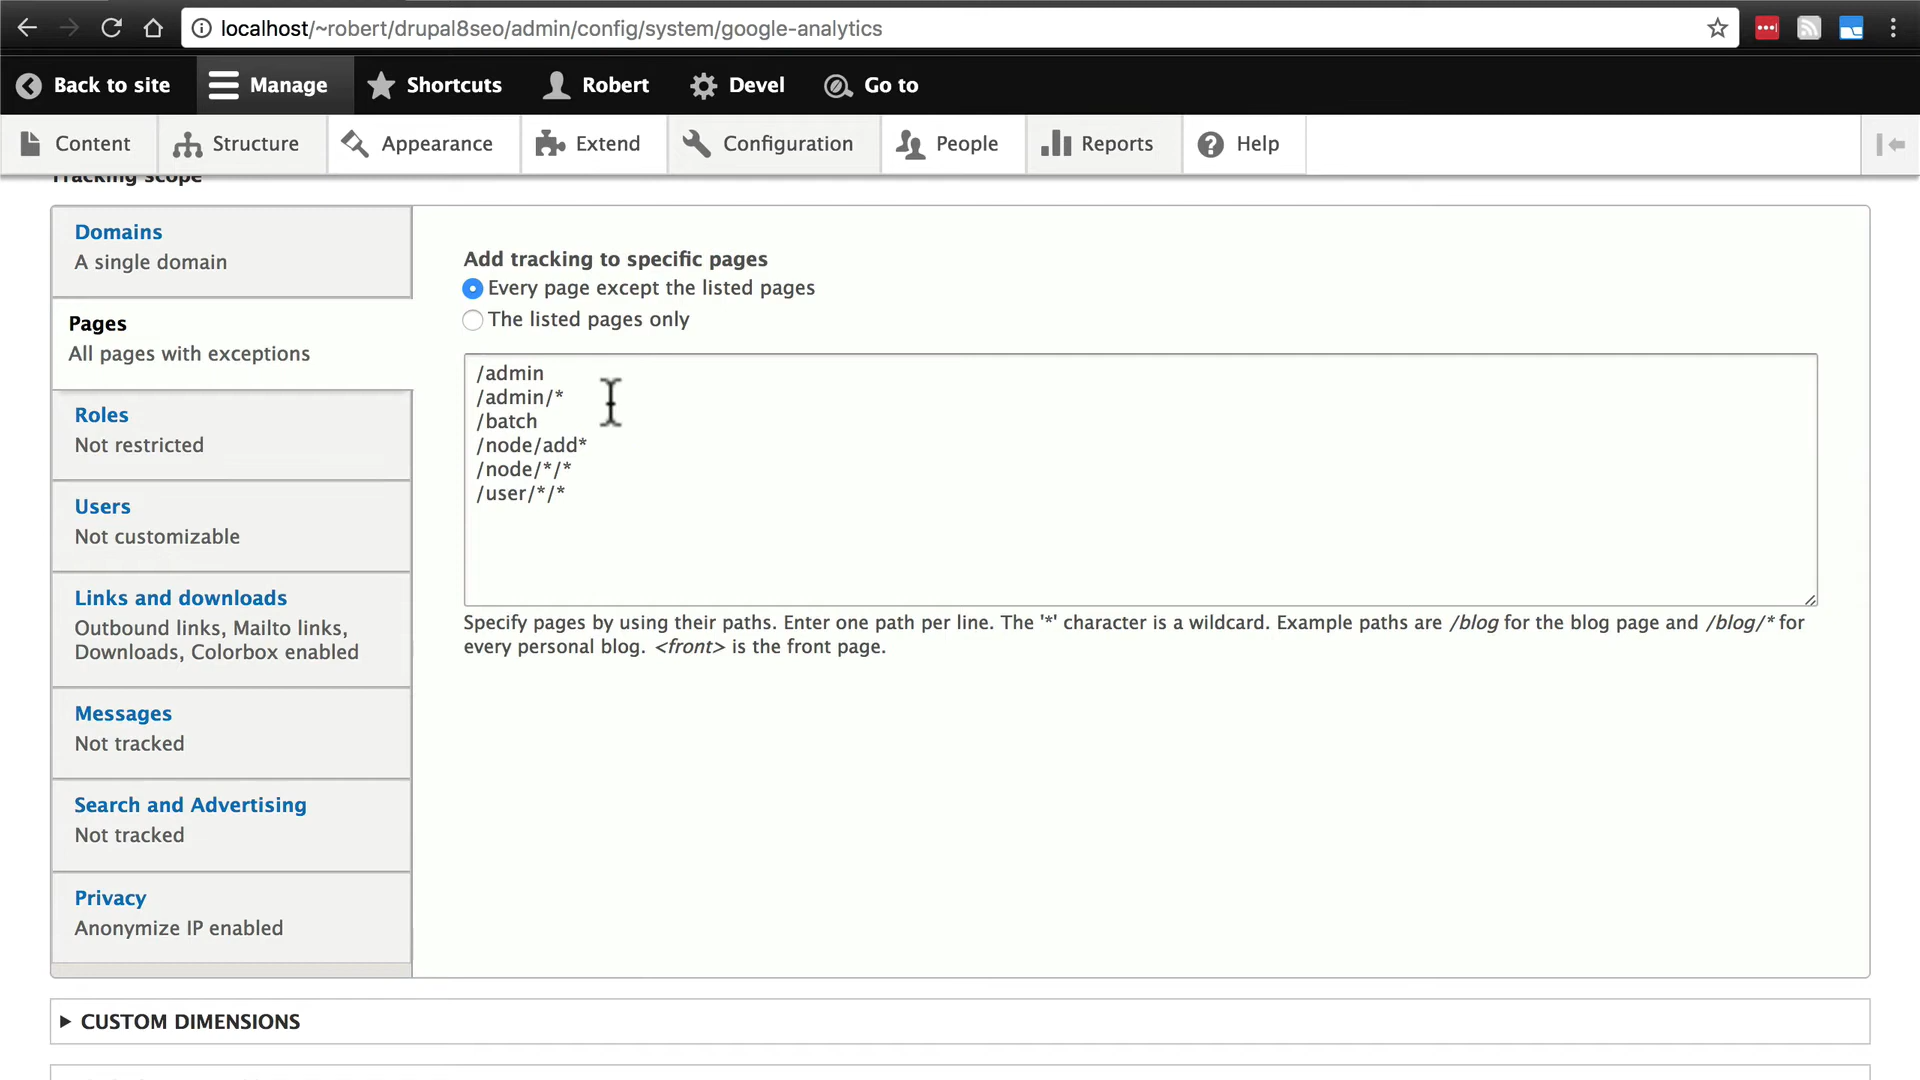 localhost/~robert/drupal8seo/admin/config/system/google-analytics
Back to site
Manage
Shortcuts
Robert
Devel
Go to
Content
Structure
Appearance
Extend
Configuration
People
Reports
Help
Tracking scope
Domains
A single domain
Pages
All pages with exceptions
Roles
Not restricted
Users
Not customizable
Links and downloads
Outbound links, Mailto links,
Downloads, Colorbox enabled
Messages
Not tracked
Search and Advertising
Not tracked
Privacy
Anonymize IP enabled
Add tracking to specific pages
Every page except the listed pages
The listed pages only
/admin
/admin/*
/batch
/node/add*
/node/*/*
/user/*/*
Specify pages by using their paths. Enter one path per line. The '*' character is a wildcard. Example paths are /blog for the blog page and /blog/* for
every personal blog. <front> is the front page.
CUSTOM DIMENSIONS